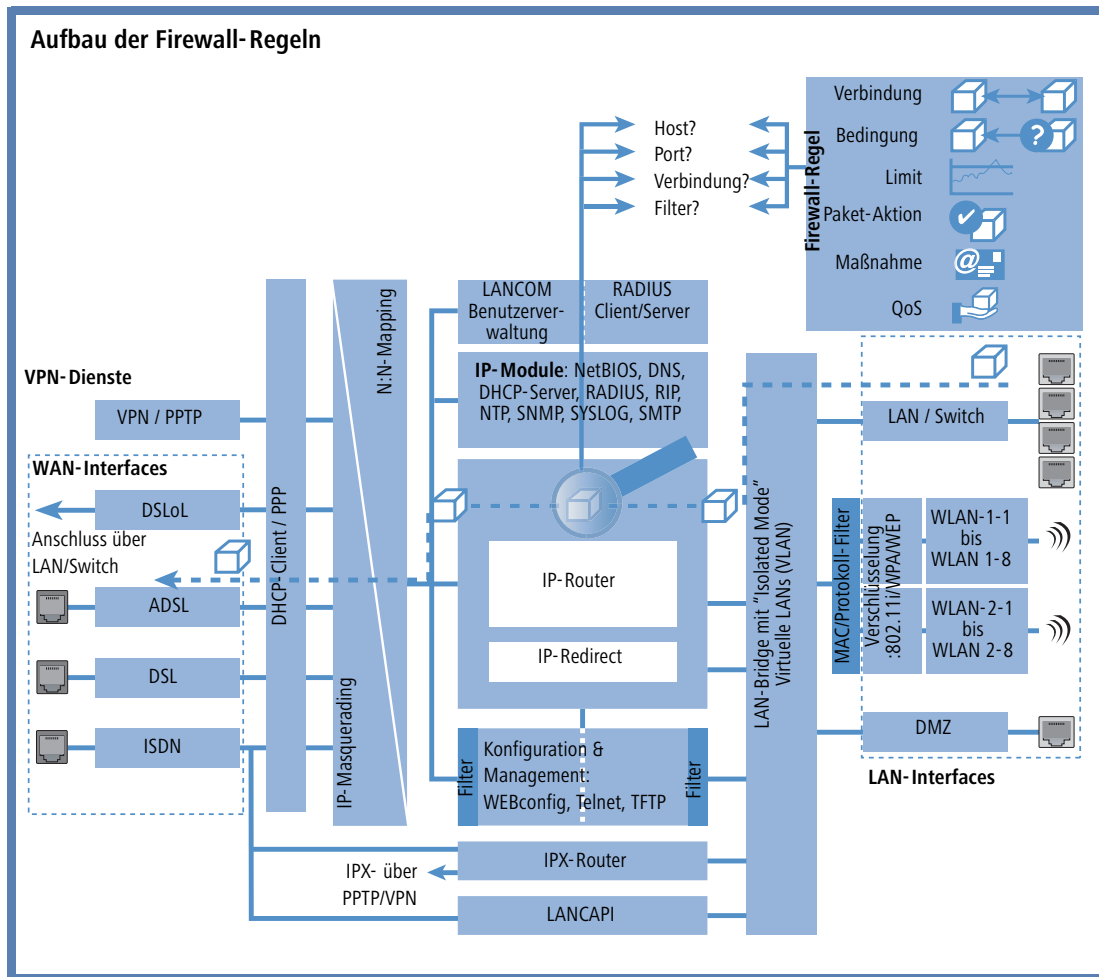 Aufbau der Firewall-Regeln
Host?
Port?
Verbindung?
Filter?
Firewall-Regel
Verbindung
Bedingung
?
Limit
Paket-Aktion
Maßnahme
@
QoS
LANCOM
Benutzerver-
waltung
RADIUS
Client/Server
IP-Module: NetBIOS, DNS,
DHCP-Server, RADIUS, RIP,
NTP, SNMP, SYSLOG, SMTP
N:N-Mapping
IP-Masquerading
DHCP-Client / PPP
VPN-Dienste
VPN / PPTP
WAN-Interfaces
DSLoL
Anschluss über
LAN/Switch
ADSL
DSL
ISDN
IP-Router
IP-Redirect
Filter
Konfiguration &
Management:
WEBconfig, Telnet, TFTP
Filter
IPX- über
PPTP/VPN
IPX-Router
LANCAPI
LAN-Bridge mit "Isolated Mode"
Virtuelle LANs (VLAN)
LAN / Switch
MAC/Protokoll-Filter
Verschlüsselung
:802.11i/WPA/WEP
WLAN-1-1
bis
WLAN 1-8
WLAN-2-1
bis
WLAN 2-8
DMZ
LAN-Interfaces